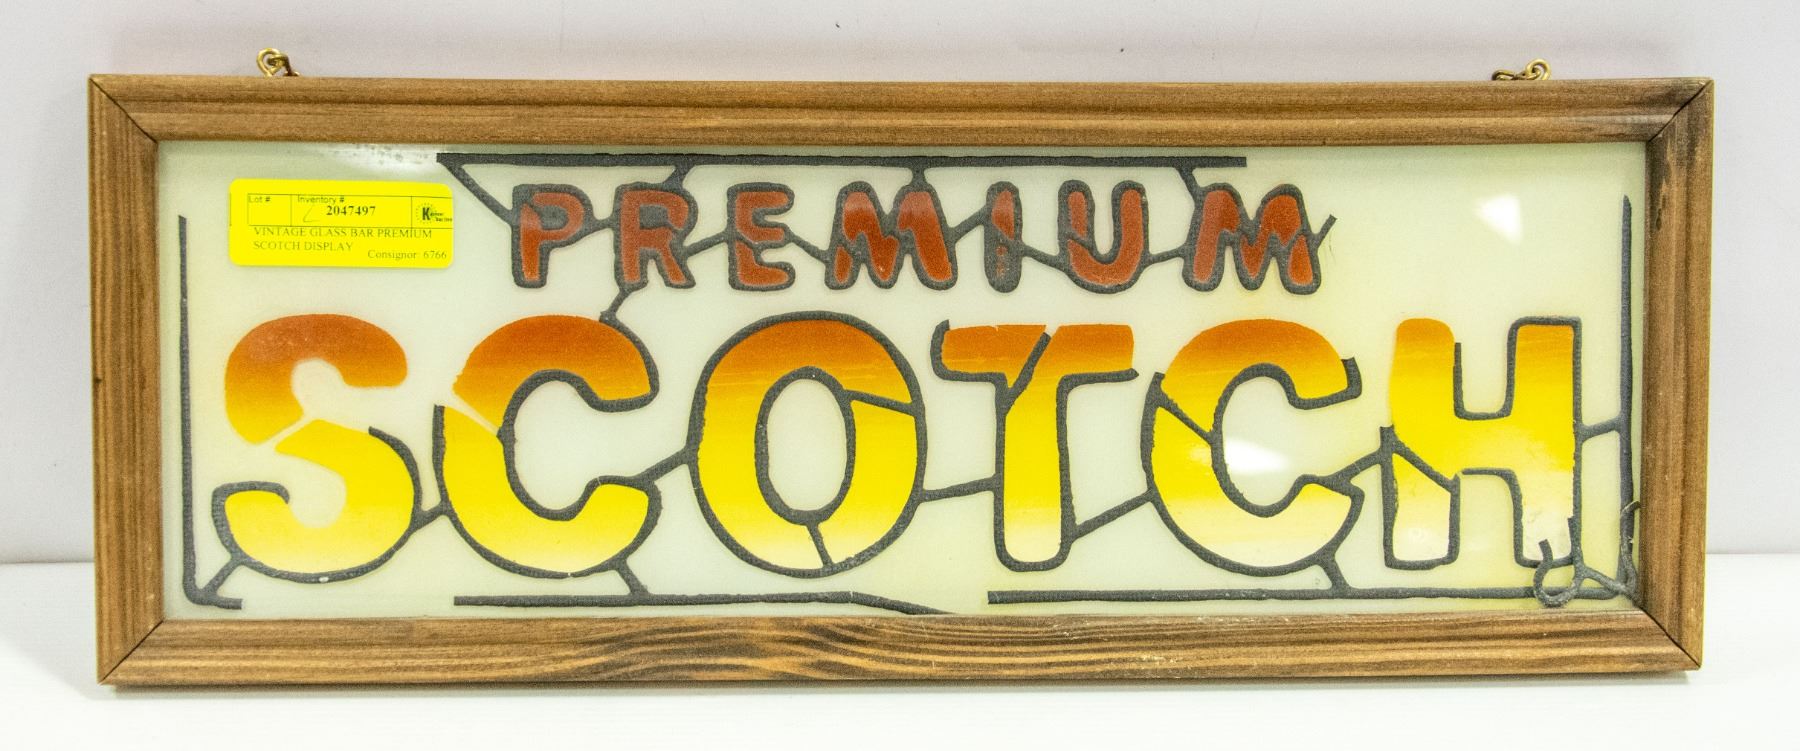 PREMIUM
SCOTCH
Lot #
Inventory #
2047497
VINTAGE GLASS BAR PREMIUM
SCOTCH DISPLAY
Consignor: 6766